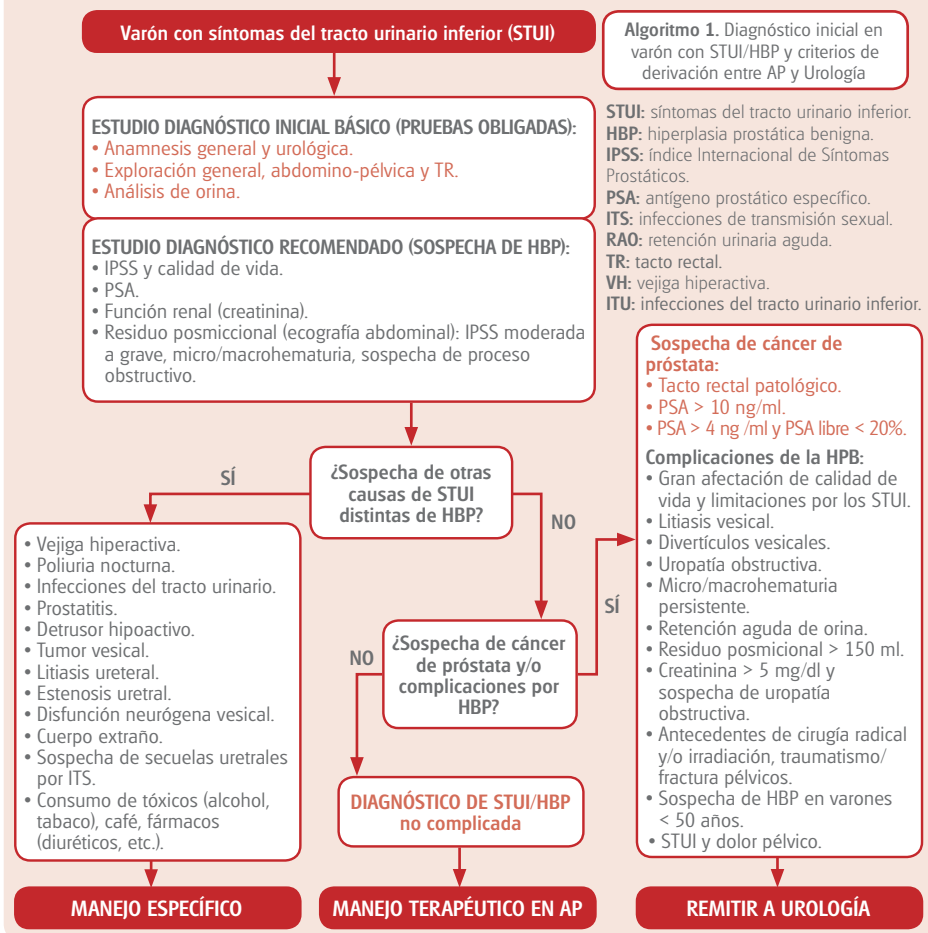 Varón con síntomas del tracto urinario inferior (STUI)
Algoritmo 1. Diagnóstico inicial en
varón con STUI/HBP y criterios de
derivación entre AP y Urología
STUI: síntomas del tracto urinario inferior.
HBP: hiperplasia prostática benigna.
IPSS: índice Internacional de Síntomas
Prostáticos.
PSA: antígeno prostático específico.
ITS: infecciones de transmisión sexual.
RAO: retención urinaria aguda.
TR: tacto rectal.
VH: vejiga hiperactiva.
ITU: infecciones del tracto urinario inferior.
ESTUDIO DIAGNÓSTICO INICIAL BÁSICO (PRUEBAS OBLIGADAS):
• Anamnesis general y urológica.
• Exploración general, abdomino-pélvica y TR.
• Análisis de orina.
ESTUDIO DIAGNÓSTICO RECOMENDADO (SOSPECHA DE HBP):
• IPSS y calidad de vida.
• PSA.
• Función renal (creatinina).
• Residuo posmiccional (ecografía abdominal): IPSS moderada
a grave, micro/macrohematuria, sospecha de proceso
obstructivo.
¿Sospecha de otras
causas de STUI
distintas de HBP?
SÍ
NO
• Vejiga hiperactiva.
• Poliuria nocturna.
• Infecciones del tracto urinario.
• Prostatitis.
• Detrusor hipoactivo.
• Tumor vesical.
• Litiasis ureteral.
• Estenosis uretral.
• Disfunción neurógena vesical.
• Cuerpo extraño.
• Sospecha de secuelas uretrales
por ITS.
• Consumo de tóxicos (alcohol,
tabaco), café, fármacos
(diuréticos, etc.).
¿Sospecha de cáncer
de próstata y/o
complicaciones por
HBP?
NO
SÍ
DIAGNÓSTICO DE STUI/HBP
no complicada
Sospecha de cáncer de
próstata:
• Tacto rectal patológico.
• PSA > 10 ng/ml.
• PSA > 4 ng /ml y PSA libre < 20%.
Complicaciones de la HPB:
• Gran afectación de calidad de
vida y limitaciones por los STUI.
• Litiasis vesical.
• Divertículos vesicales.
• Uropatía obstructiva.
• Micro/macrohematuria
persistente.
• Retención aguda de orina.
• Residuo posmicional > 150 ml.
• Creatinina > 5 mg/dl y
sospecha de uropatía
obstructiva.
• Antecedentes de cirugía radical
y/o irradiación, traumatismo/
fractura pélvicos.
• Sospecha de HBP en varones
< 50 años.
• STUI y dolor pélvico.
MANEJO ESPECÍFICO
MANEJO TERAPÉUTICO EN AP
REMITIR A UROLOGÍA